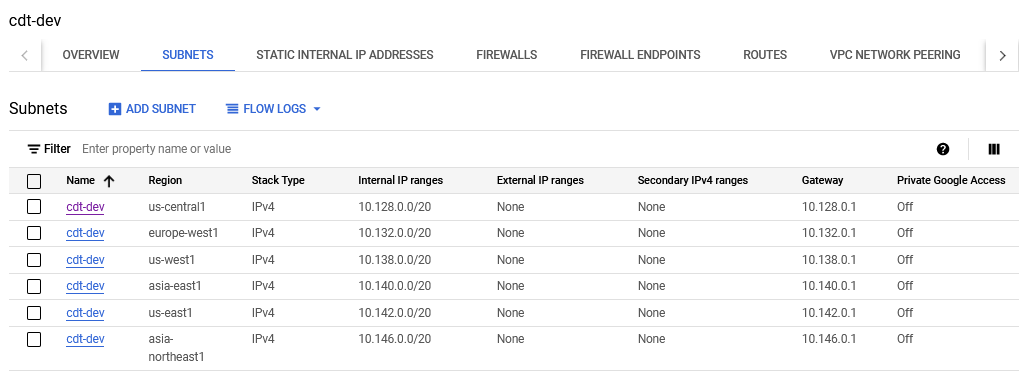 cdt-dev
OVERVIEW SUBNETS STATIC INTERNAL IP ADDRESSES FIREWALLS FIREWALL ENDPOINTS ROUTES VPC NETWORK PEERING
Subnets ADD SUBNET FLOW LOGS
Filter Enter property name or value
Name Region Stack Type Internal IP ranges External IP ranges Secondary IPv4 ranges Gateway Private Google Access
cdt-dev us-central1 IPv4 10.128.0.0/20 None None 10.128.0.1 Off
cdt-dev europe-west1 IPv4 10.132.0.0/20 None None 10.132.0.1 Off
cdt-dev us-west1 IPv4 10.138.0.0/20 None None 10.138.0.1 Off
cdt-dev asia-east1 IPv4 10.140.0.0/20 None None 10.140.0.1 Off
cdt-dev us-east1 IPv4 10.142.0.0/20 None None 10.142.0.1 Off
cdt-dev asia- IPv4 10.146.0.0/20 None None 10.146.0.1 Off
northeast1